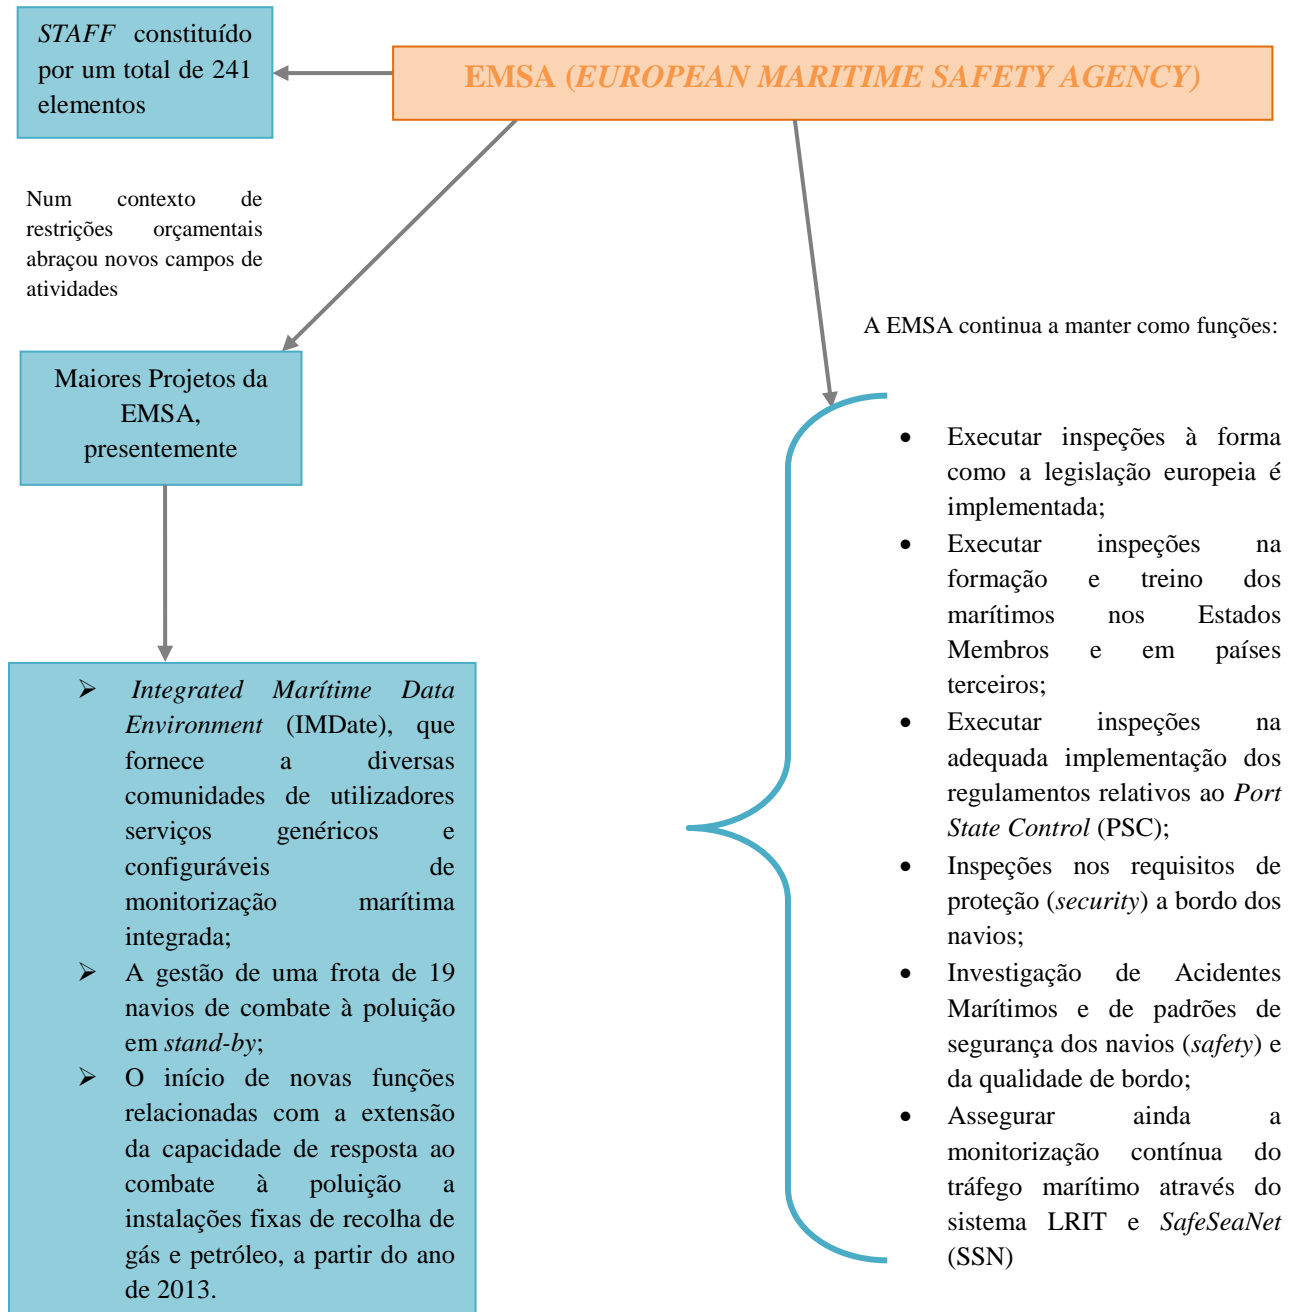 STAFF constituído
por um total de 241
elementos
EMSA (EUROPEAN MARITIME SAFETY AGENCY)
Num contexto de
restrições orçamentais
abraçou novos campos de
atividades
Maiores Projetos da
EMSA,
presentemente
➢ Integrated Marítime Data
Environment (IMDate), que
fornece a diversas
comunidades de utilizadores
serviços genéricos e
configuráveis de
monitorização marítima
integrada;
➢ A gestão de uma frota de 19
navios de combate à poluição
em stand-by;
➢ O início de novas funções
relacionadas com a extensão
da capacidade de resposta ao
combate à poluição a
instalações fixas de recolha de
gás e petróleo, a partir do ano
de 2013.
A EMSA continua a manter como funções:
• Executar inspeções à forma
como a legislação europeia é
implementada;
• Executar inspeções na
formação e treino dos
marítimos nos Estados
Membros e em países
terceiros;
• Executar inspeções na
adequada implementação dos
regulamentos relativos ao Port
State Control (PSC);
• Inspeções nos requisitos de
proteção (security) a bordo dos
navios;
• Investigação de Acidentes
Marítimos e de padrões de
segurança dos navios (safety) e
da qualidade de bordo;
• Assegurar ainda a
monitorização contínua do
tráfego marítimo através do
sistema LRIT e SafeSeaNet
(SSN)